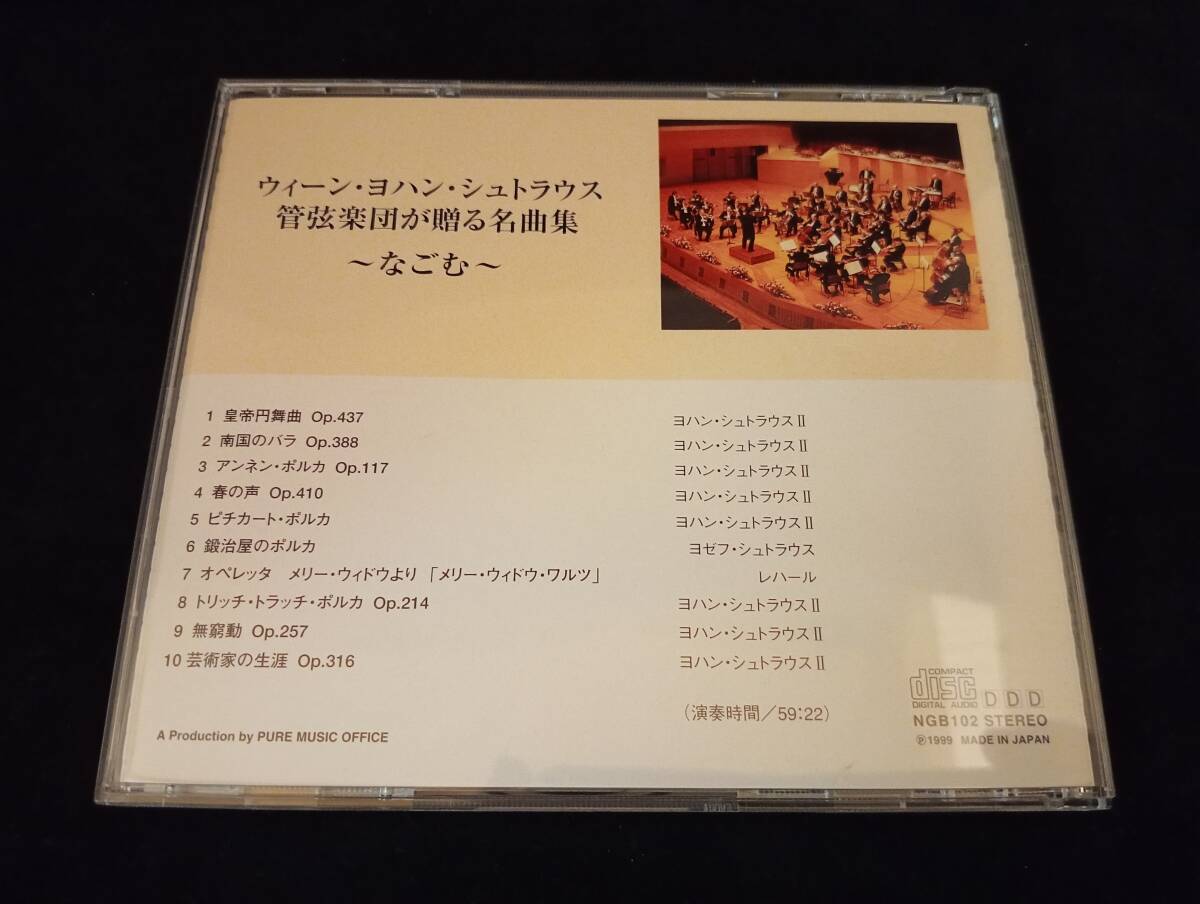 ウィーン・ヨハン・シュトラウス
管弦楽団が贈る名曲集
～なごむ～
1 皇帝円舞曲 Op.437 ヨハン・シュトラウスⅡ
2 南国のバラ Op.388 ヨハン・シュトラウスⅡ
3 アンネン・ポルカ Op.117 ヨハン・シュトラウスⅡ
4 春の声 Op.410 ヨハン・シュトラウスⅡ
5 ピチカート・ポルカ ヨハン・シュトラウスⅡ
6 鍛冶屋のポルカ ヨゼフ・シュトラウス
7 オペレッタ　メリー・ウィドウより「メリー・ウィドウ・ワルツ」 レハール
8 トリッチ・トラッチ・ポルカ Op.214 ヨハン・シュトラウスⅡ
9 無窮動 Op.257 ヨハン・シュトラウスⅡ
10 芸術家の生涯 Op.316 ヨハン・シュトラウスⅡ
（演奏時間／59:22）
A Production by PURE MUSIC OFFICE
COMPACT
disc
DIGITAL AUDIO
D D D
NGB102 STEREO
℗1999 MADE IN JAPAN